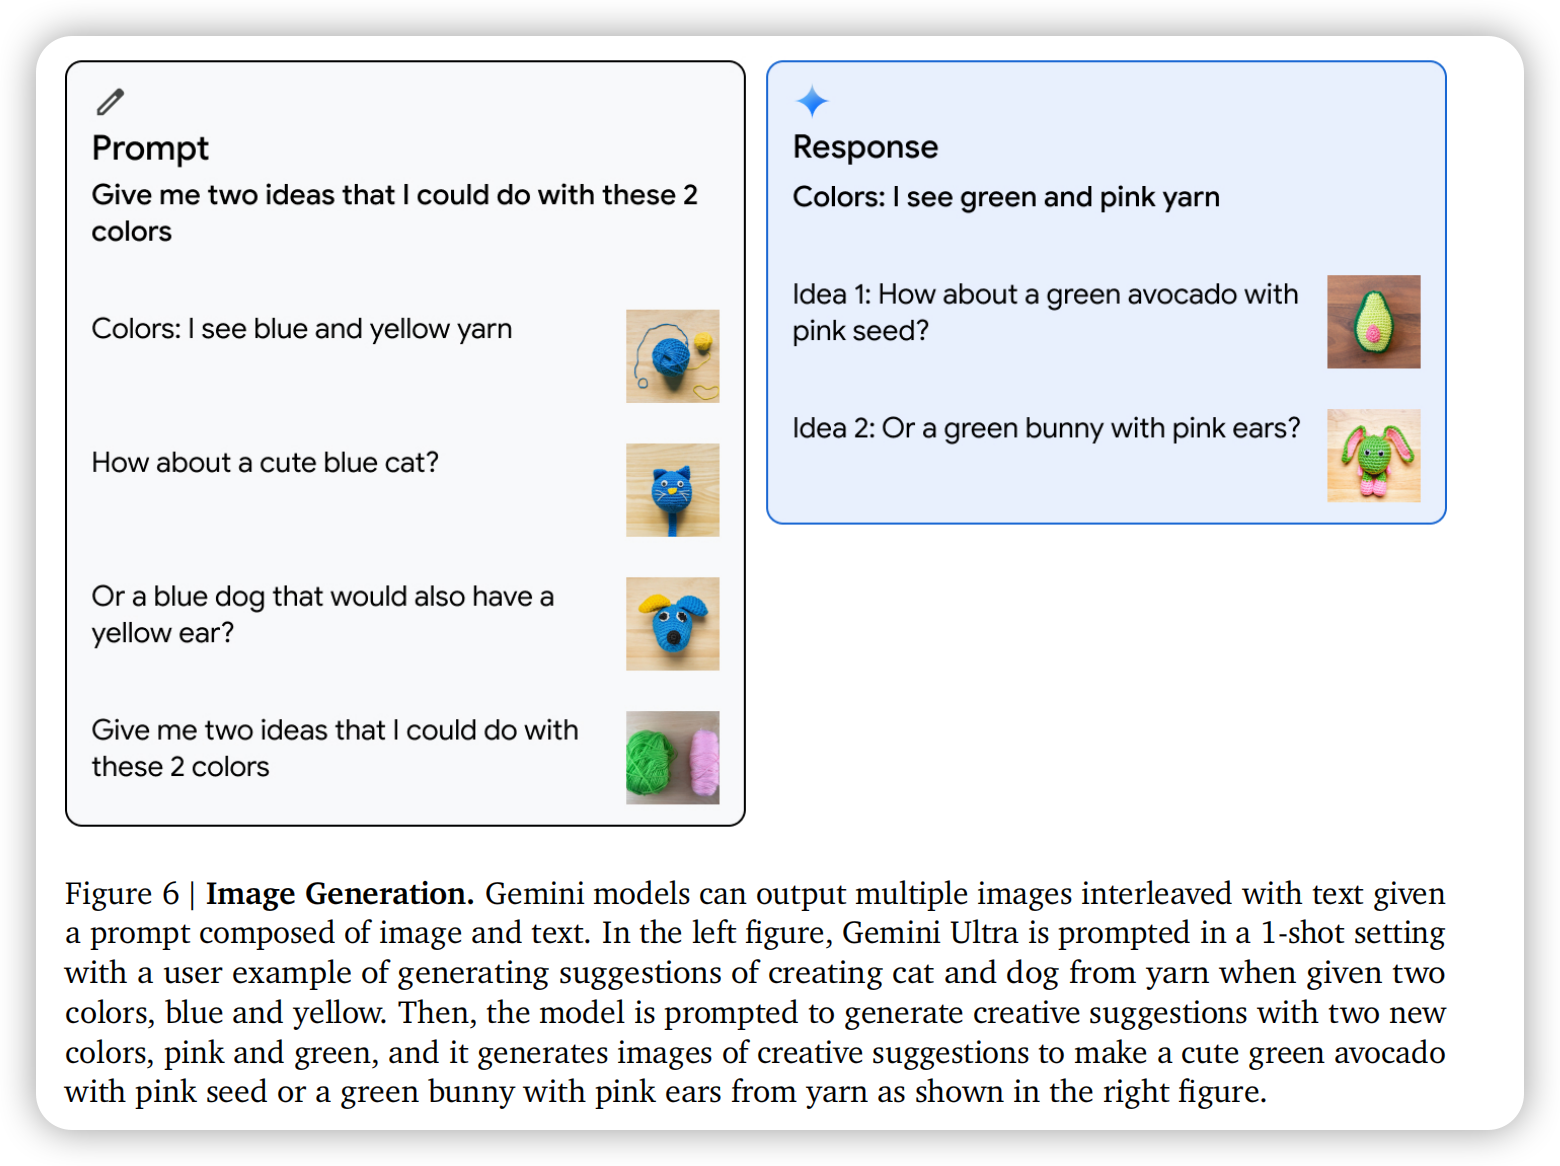 Prompt
Give me two ideas that I could do with these 2
colors
Colors: I see blue and yellow yarn
How about a cute blue cat?
Or a blue dog that would also have a
yellow ear?
Give me two ideas that I could do with
these 2 colors
Response
Colors: I see green and pink yarn
Idea 1: How about a green avocado with
pink seed?
Idea 2: Or a green bunny with pink ears?
Figure 6 | Image Generation. Gemini models can output multiple images interleaved with text given
a prompt composed of image and text. In the left figure, Gemini Ultra is prompted in a 1-shot setting
with a user example of generating suggestions of creating cat and dog from yarn when given two
colors, blue and yellow. Then, the model is prompted to generate creative suggestions with two new
colors, pink and green, and it generates images of creative suggestions to make a cute green avocado
with pink seed or a green bunny with pink ears from yarn as shown in the right figure.